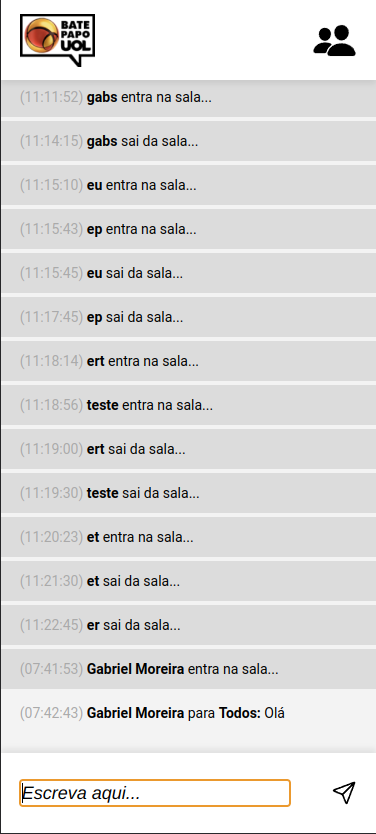 BATE
PAPO
UOL
(11:11:52) gabs entra na sala...
(11:14:15) gabs sai da sala...
(11:15:10) eu entra na sala...
(11:15:43) ep entra na sala...
(11:15:45) eu sai da sala...
(11:17:45) ep sai da sala...
(11:18:14) ert entra na sala...
(11:18:56) teste entra na sala...
(11:19:00) ert sai da sala...
(11:19:30) teste sai da sala...
(11:20:23) et entra na sala...
(11:21:30) et sai da sala...
(11:22:45) er sai da sala...
(07:41:53) Gabriel Moreira entra na sala...
(07:42:43) Gabriel Moreira para Todos: Olá
Escreva aqui...